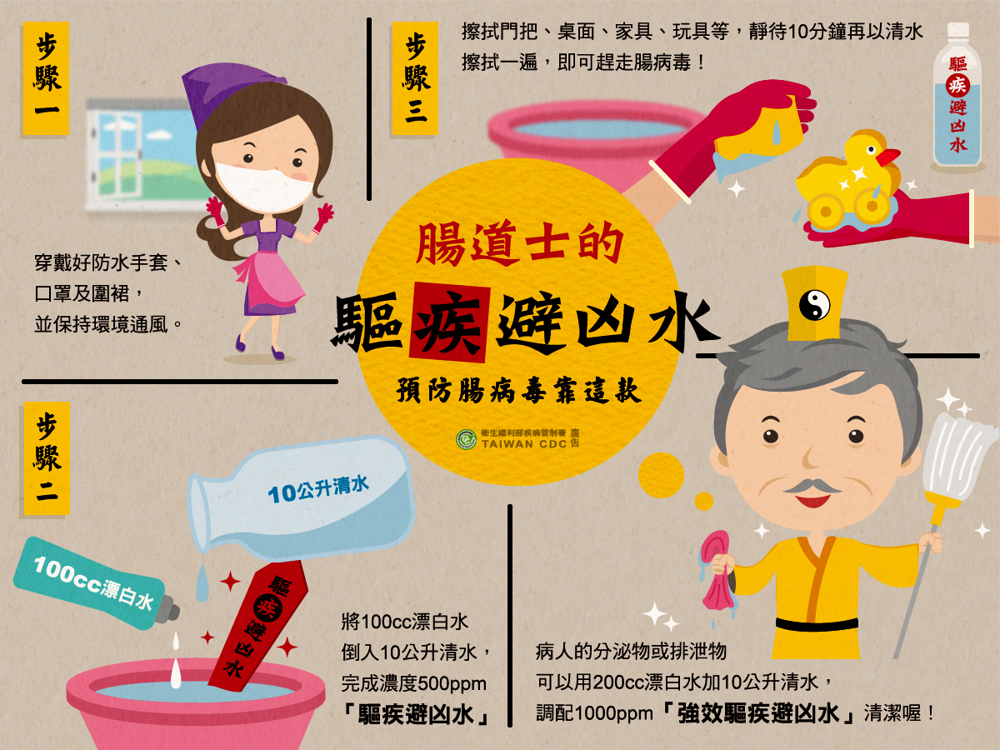 步驟一
穿戴好防水手套、
口罩及圍裙，
並保持環境通風。
步驟三
擦拭門把、桌面、家具、玩具等，靜待10分鐘再以清水
擦拭一遍，即可趕走腸病毒！
驅疾避凶水
腸道士的
驅疾避凶水
預防腸病毒靠這款
衛生福利部疾病管制署
TAIWAN CDC
廣告
步驟二
10公升清水
100cc漂白水
驅疾避凶水
將100cc漂白水
倒入10公升清水，
完成濃度500ppm
「驅疾避凶水」
病人的分泌物或排泄物
可以用200cc漂白水加10公升清水，
調配1000ppm「強效驅疾避凶水」清潔喔！